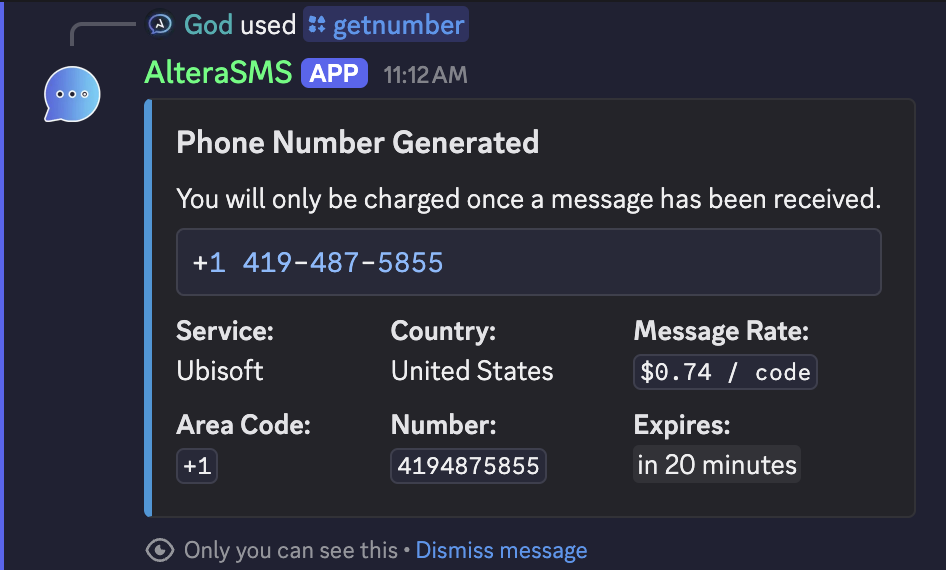 God used getnumber
AlteraSMS APP 11:12 AM
Phone Number Generated
You will only be charged once a message has been received.
+1 419-487-5855
Service: Country: Message Rate:
Ubisoft United States $0.74 / code
Area Code: Number: Expires:
+1 4194875855 in 20 minutes
Only you can see this • Dismiss message